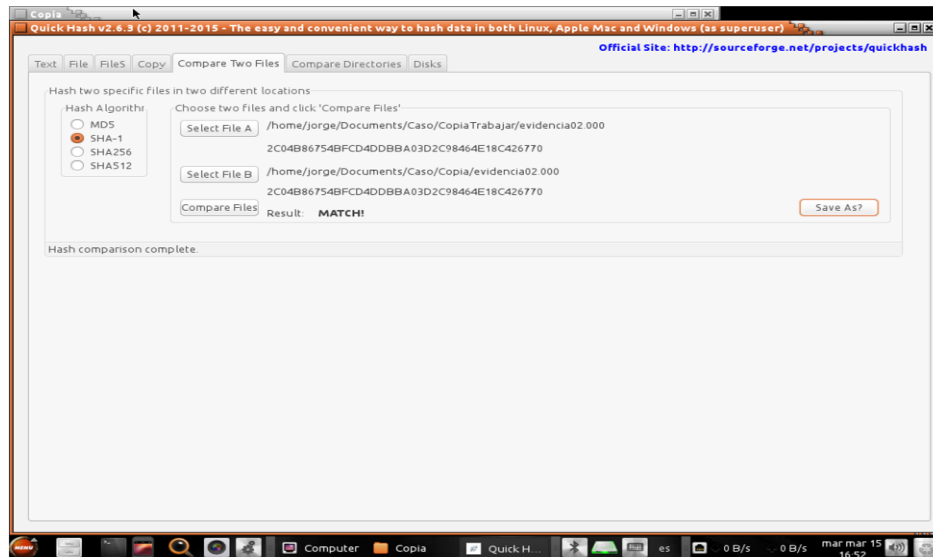 Copia
Quick Hash v2.6.3 (c) 2011-2015 - The easy and convenient way to hash data in both Linux, Apple Mac and Windows (as superuser)
Official Site: http://sourceforge.net/projects/quickhash
Text File FileS Copy Compare Two Files Compare Directories Disks
Hash two specific files in two different locations
Hash Algorithr Choose two files and click 'Compare Files'
MD5
SHA-1
SHA256
SHA512
Select File A /home/jorge/Documents/Caso/CopiaTrabajar/evidencia02.000
2C04B86754BFCD4DDBBA03D2C98464E18C426770
Select File B /home/jorge/Documents/Caso/Copia/evidencia02.000
2C04B86754BFCD4DDBBA03D2C98464E18C426770
Compare Files Result: MATCH! Save As?
Hash comparison complete.
MENU Computer Copia Quick H... es 0 B/s 0 B/s mar mar 15
16:52